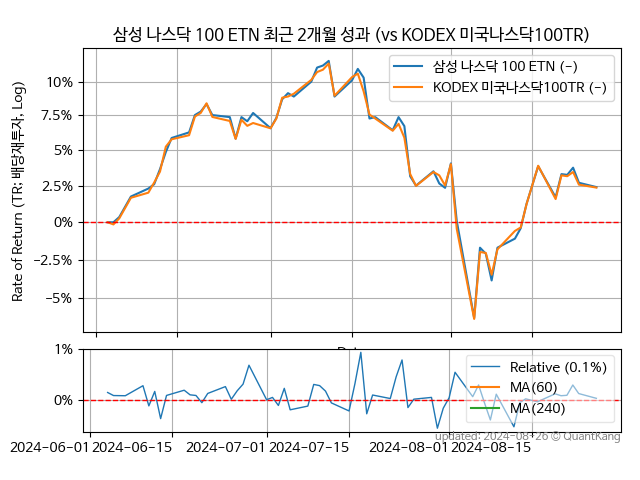 삼성 나스닥 100 ETN 최근 2개월 성과 (vs KODEX 미국나스닥100TR)
Rate of Return (TR: 배당재투자, Log)
10%
7.5%
5%
2.5%
0%
−2.5%
−5%
삼성 나스닥 100 ETN (−)
KODEX 미국나스닥100TR (−)
1%
0%
Relative (0.1%)
MA(60)
MA(240)
updated: 2024-08-26 © QuantKang
2024-06-01 2024-06-15 2024-07-01 2024-07-15 2024-08-01 2024-08-15